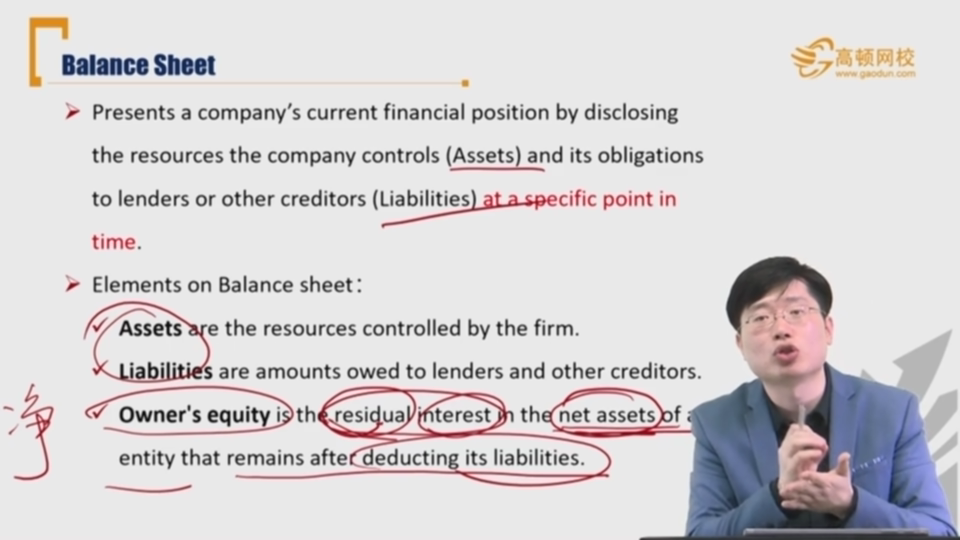 Balance Sheet
高顿网校
www.gaodun.com
➢ Presents a company's current financial position by disclosing
the resources the company controls (Assets) and its obligations
to lenders or other creditors (Liabilities) at a specific point in
time.
➢ Elements on Balance sheet：
✓ Assets are the resources controlled by the firm.
✓ Liabilities are amounts owed to lenders and other creditors.
✓ Owner's equity is the residual interest in the net assets of
净
entity that remains after deducting its liabilities.